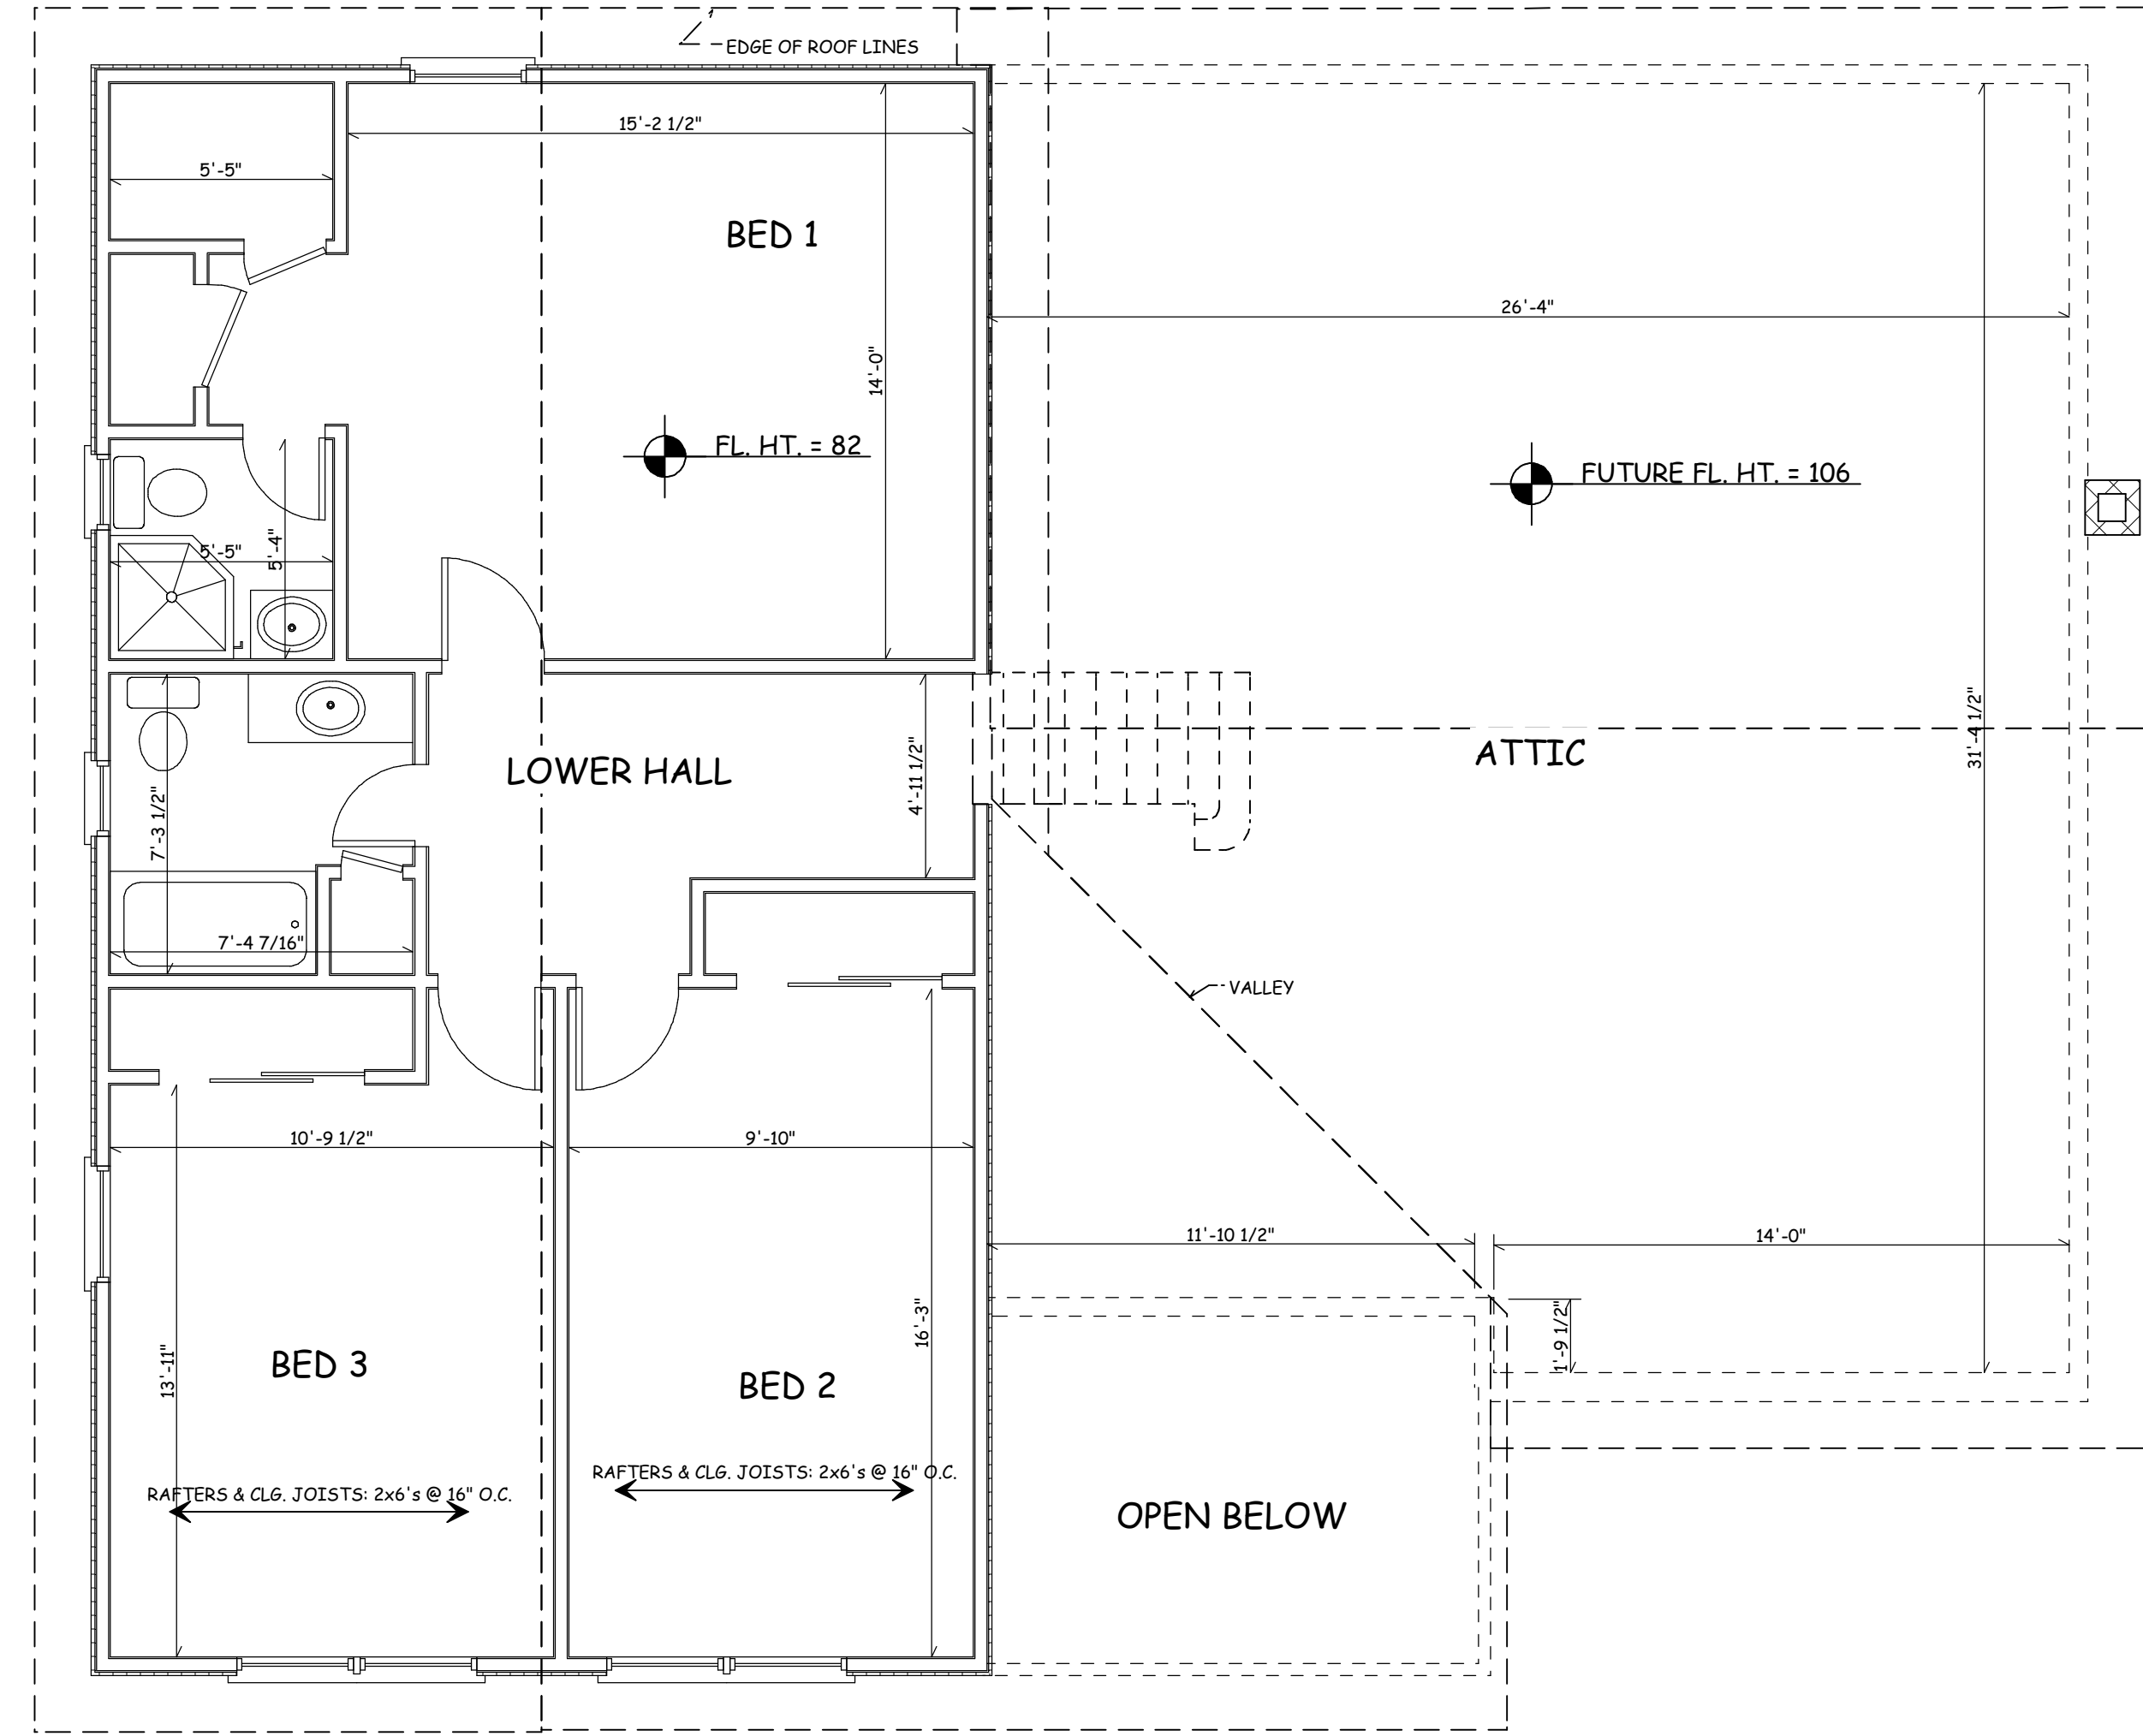 EDGE OF ROOF LINES
15'-2 1/2"
5'-5"
BED 1
26'-4"
14'-0"
FL. HT. = 82
FUTURE FL. HT. = 106
5'-5"
5'-4"
31'-4 1/2"
ATTIC
LOWER HALL
4'-11 1/2"
7'-3 1/2"
7'-4 7/16"
VALLEY
10'-9 1/2"
9'-10"
11'-10 1/2"
14'-0"
16'-3"
1'-9 1/2"
13'-11"
BED 3
BED 2
RAFTERS & CLG. JOISTS: 2x6's @ 16" O.C.
RAFTERS & CLG. JOISTS: 2x6's @ 16" O.C.
OPEN BELOW